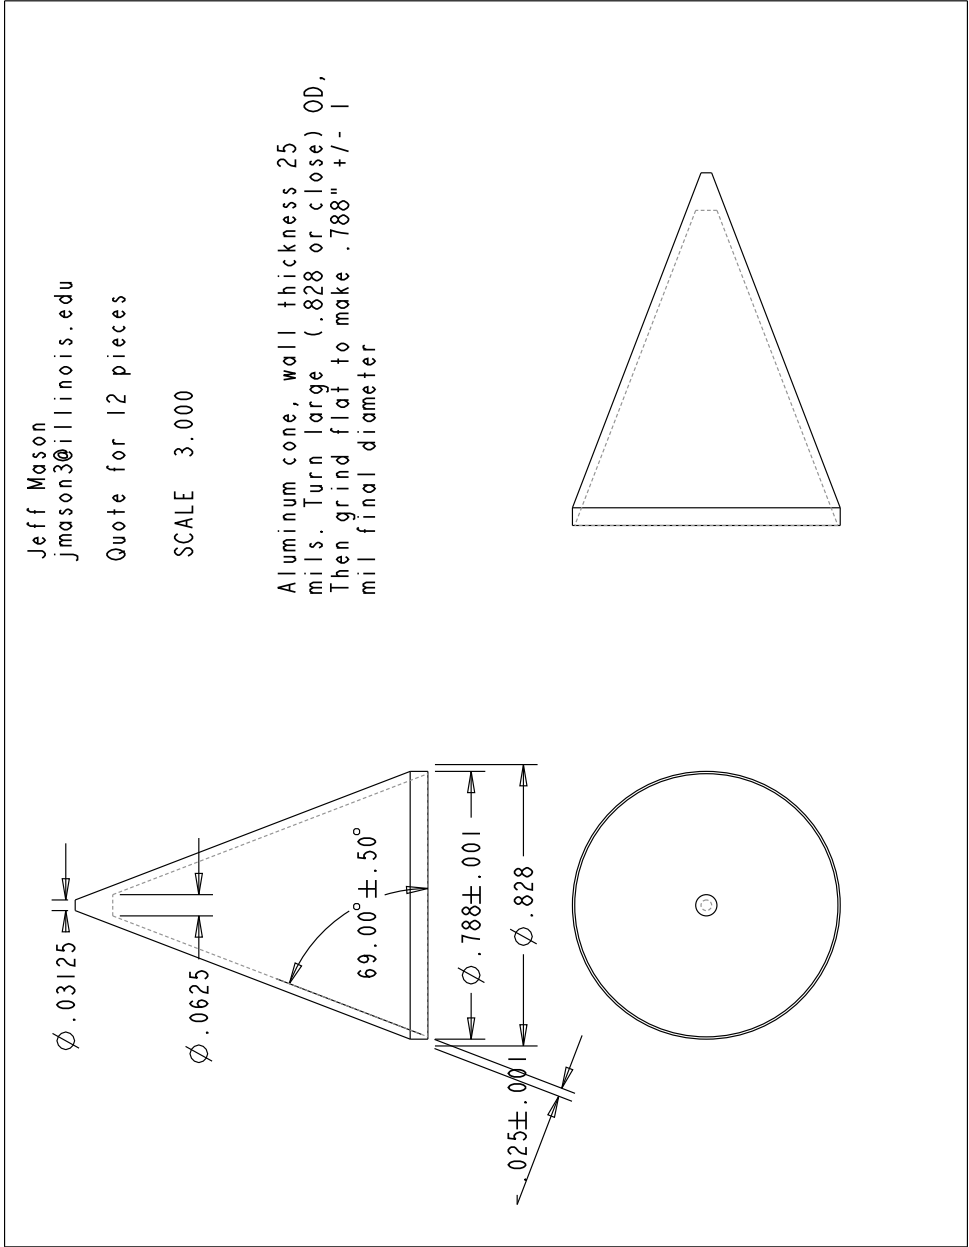 Jeff Mason
jmason3@illinois.edu
Quote for 12 pieces
SCALE 3.000
Aluminum cone, wall thickness 25
mils. Turn large (.828 or close) OD,
Then grind flat to make .788" +/- 1
mil final diameter
Ø.03125
Ø.0625
69.00°±.50°
Ø.788±.001
Ø.828
.025±.001